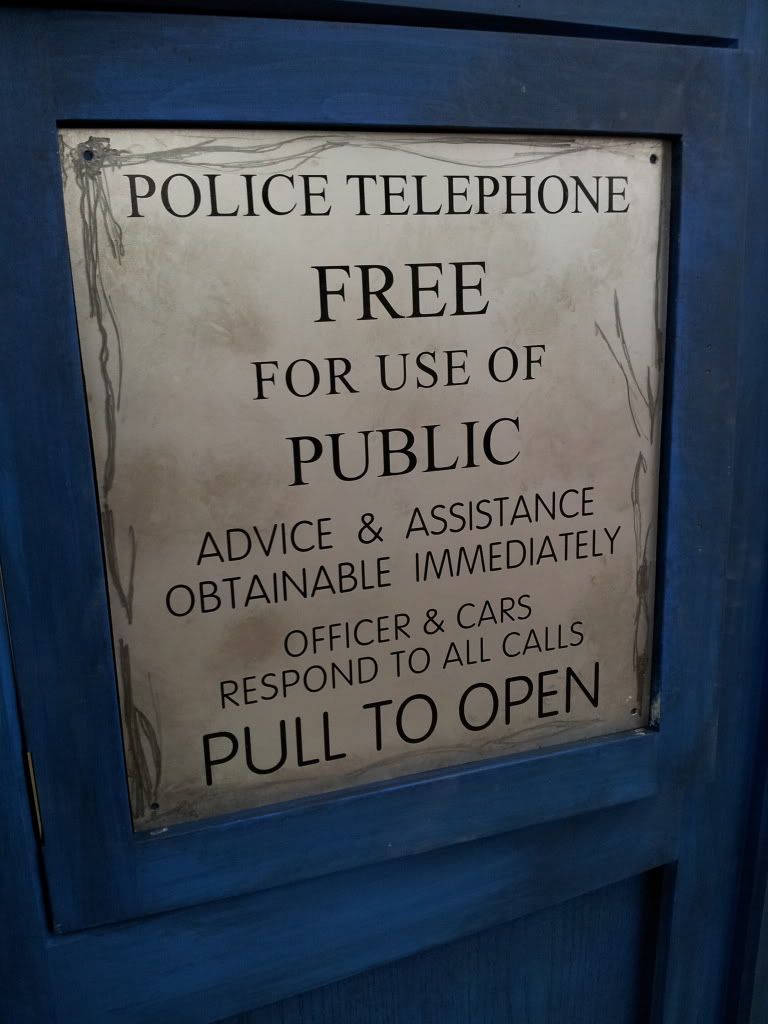 POLICE TELEPHONE
FREE
FOR USE OF
PUBLIC
ADVICE & ASSISTANCE
OBTAINABLE IMMEDIATELY
OFFICER & CARS
RESPOND TO ALL CALLS
PULL TO OPEN